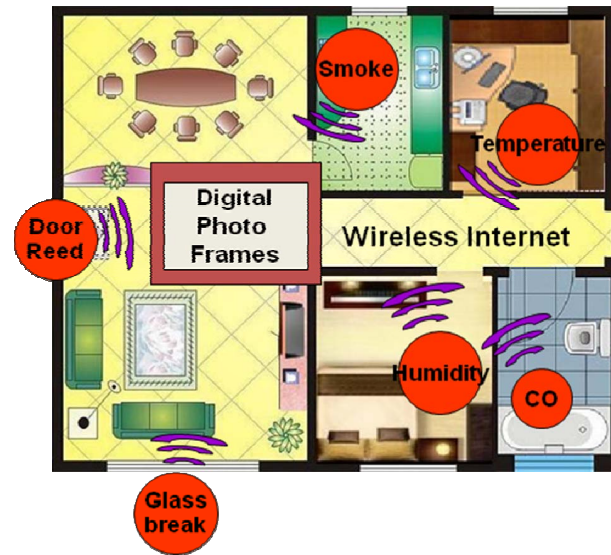 Smoke
Temperature
Digital
Photo
Frames
Door
Reed
Wireless Internet
Humidity
CO
Glass
break